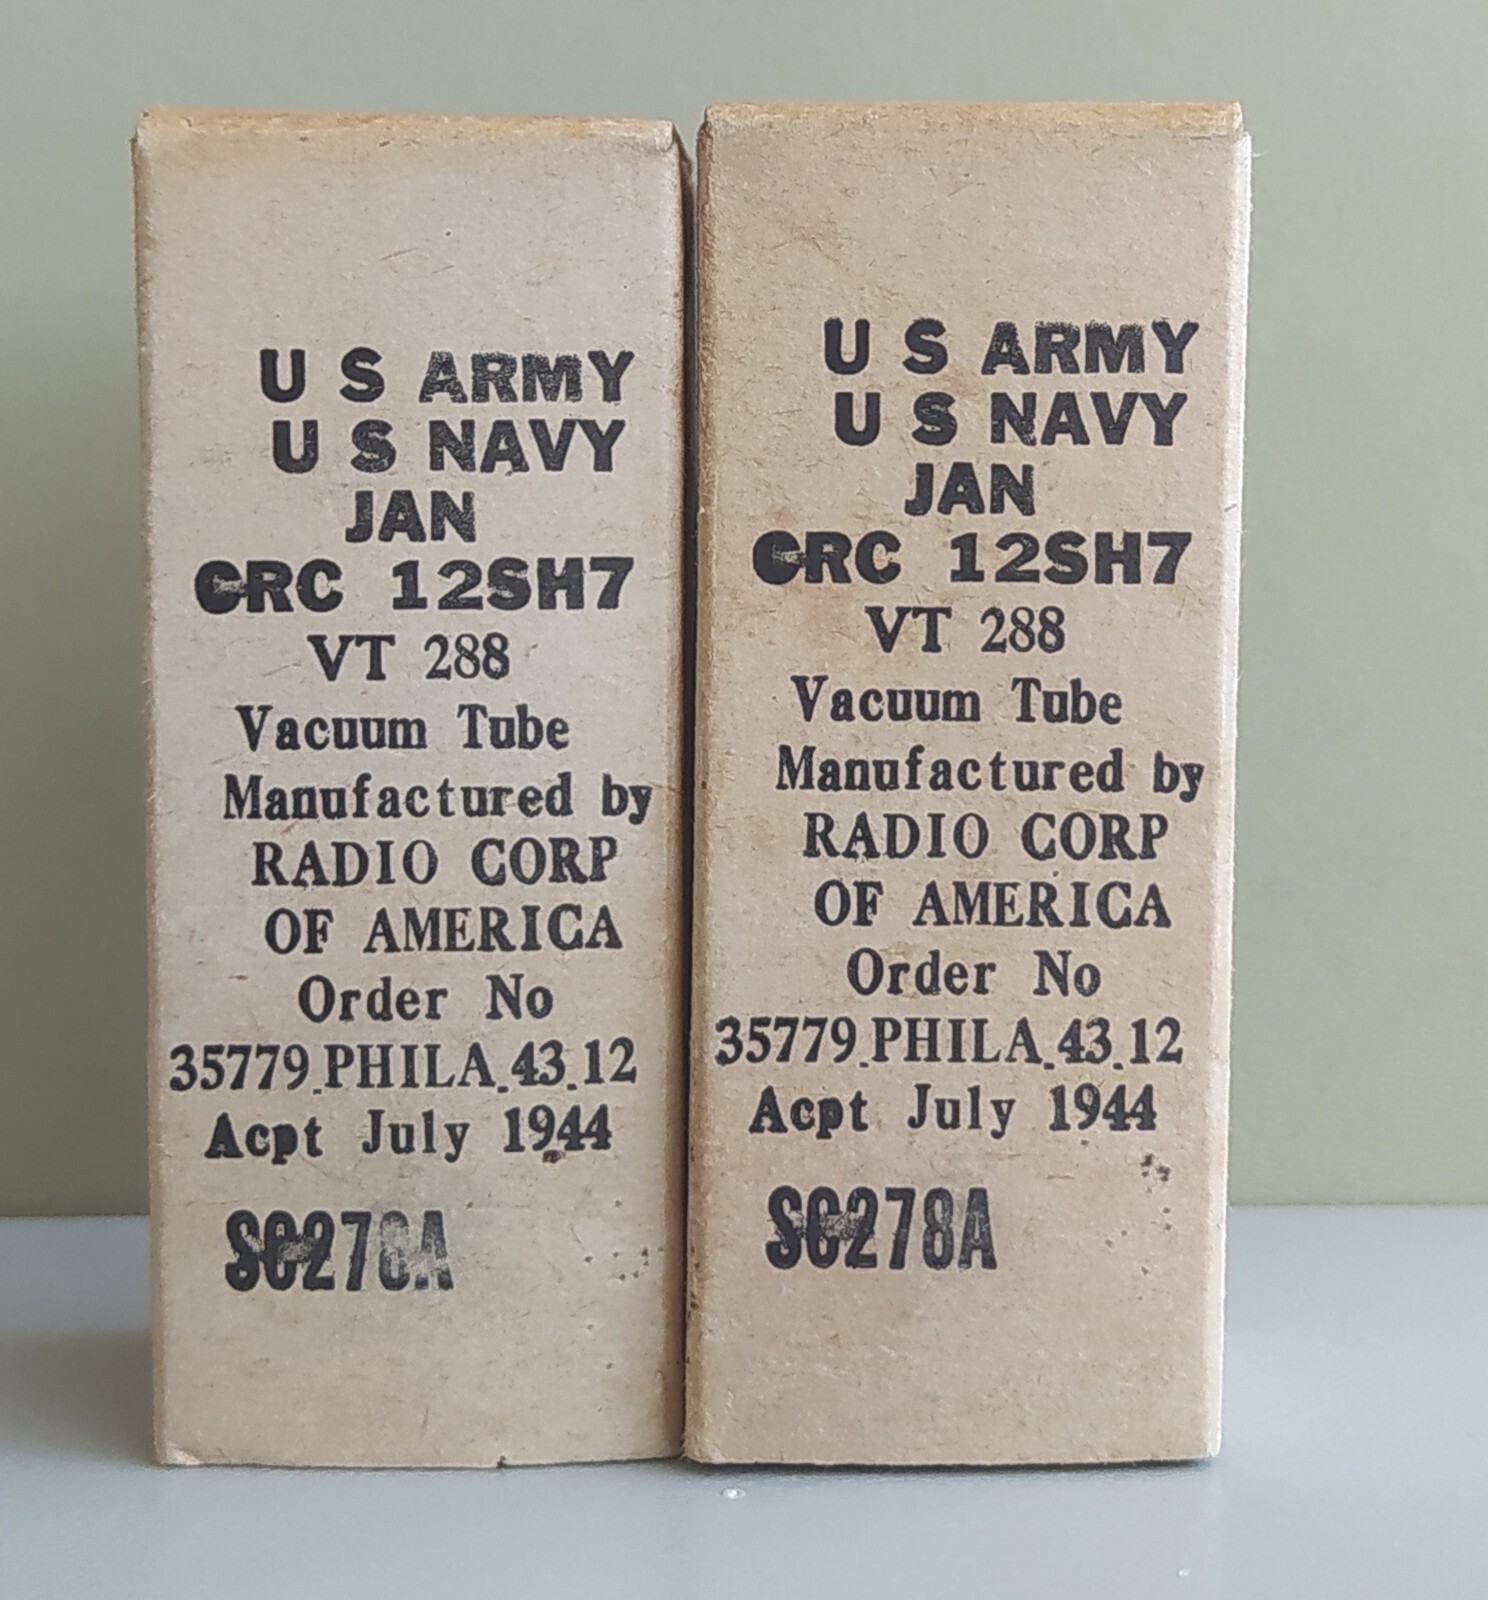 U S ARMY
U S NAVY
JAN
CRC 12SH7
VT 288
Vacuum Tube
Manufactured by
RADIO CORP
OF AMERICA
Order No
35779-PHILA-43-12
Acpt July 1944
SC278A
U S ARMY
U S NAVY
JAN
CRC 12SH7
VT 288
Vacuum Tube
Manufactured by
RADIO CORP
OF AMERICA
Order No
35779-PHILA-43-12
Acpt July 1944
SC278A